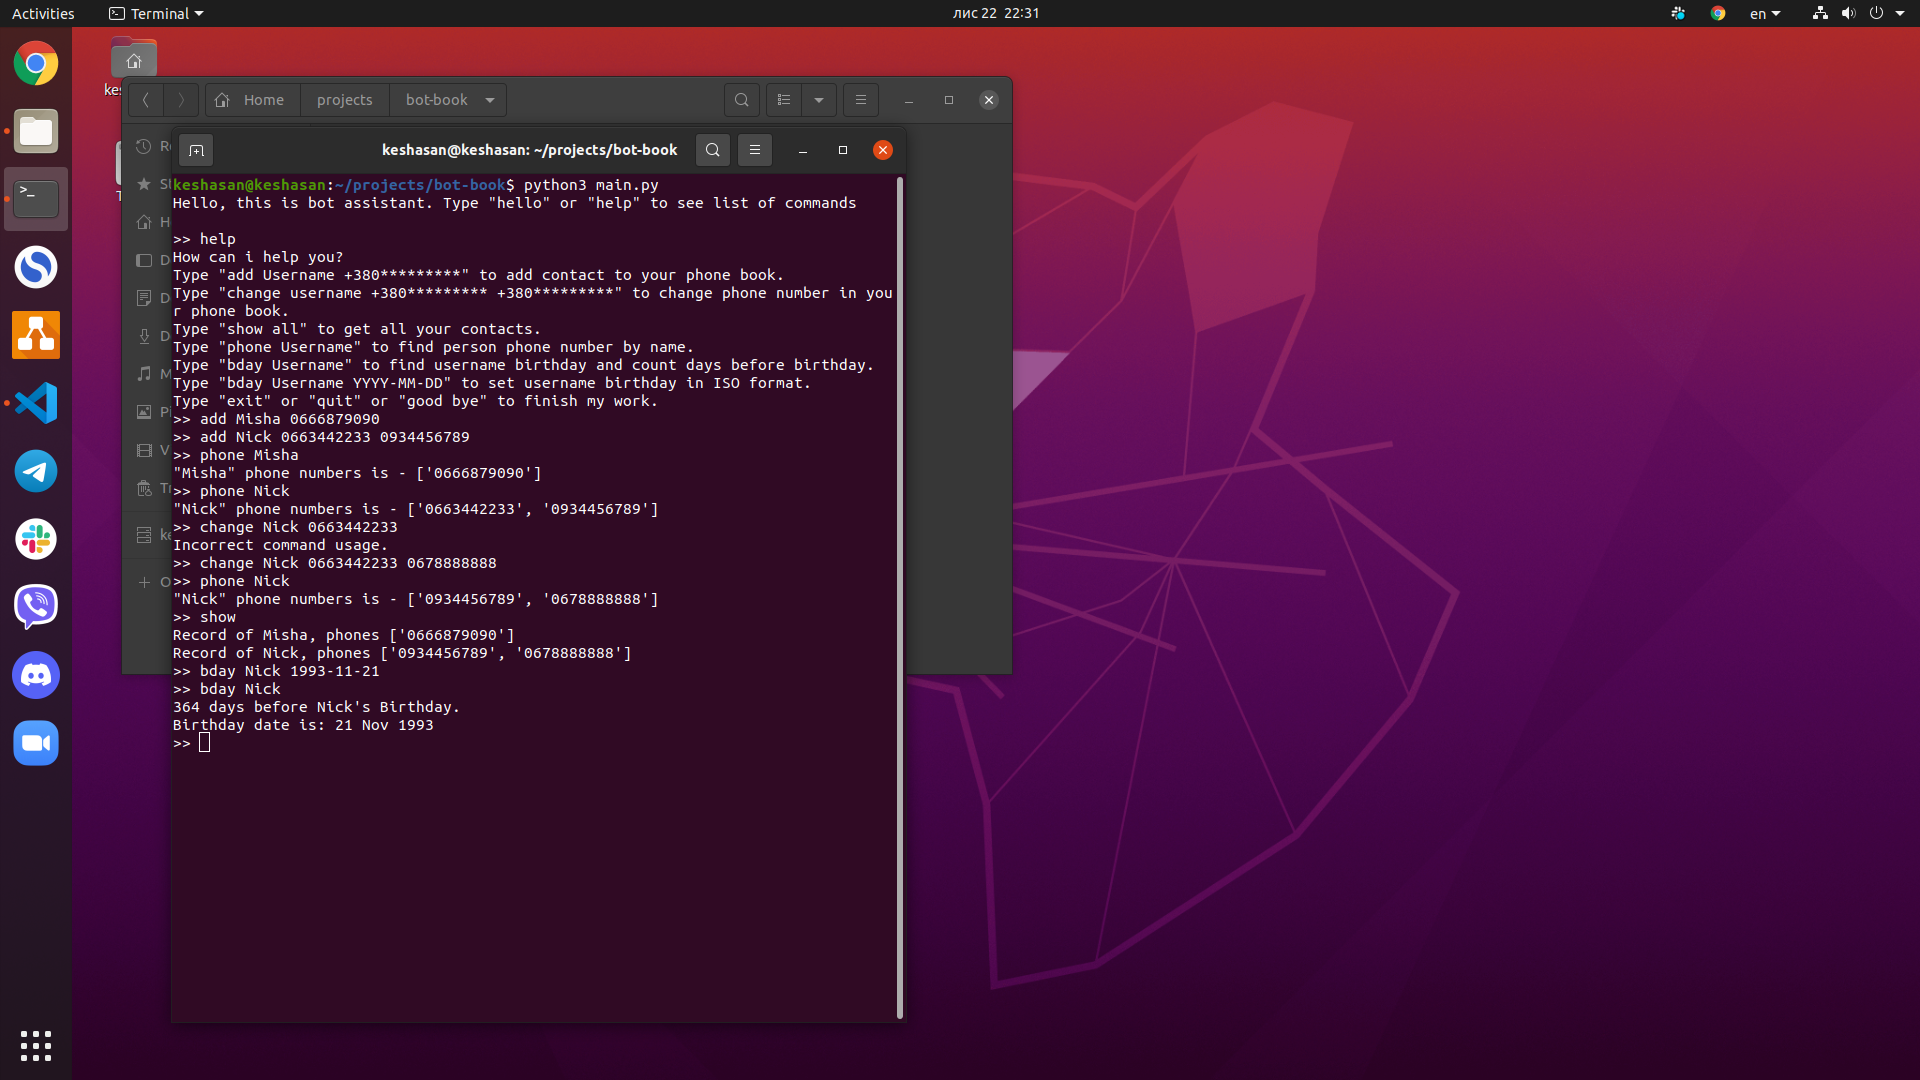 Activities
Terminal
лис 22 22:31
en
Home
projects
bot-book
keshasan@keshasan: ~/projects/bot-book
keshasan@keshasan:~/projects/bot-book$ python3 main.py
Hello, this is bot assistant. Type "hello" or "help" to see list of commands
>> help
How can i help you?
Type "add Username +380*********" to add contact to your phone book.
Type "change username +380********* +380*********" to change phone number in you
r phone book.
Type "show all" to get all your contacts.
Type "phone Username" to find person phone number by name.
Type "bday Username" to find username birthday and count days before birthday.
Type "bday Username YYYY-MM-DD" to set username birthday in ISO format.
Type "exit" or "quit" or "good bye" to finish my work.
>> add Misha 0666879090
>> add Nick 0663442233 0934456789
>> phone Misha
"Misha" phone numbers is - ['0666879090']
>> phone Nick
"Nick" phone numbers is - ['0663442233', '0934456789']
>> change Nick 0663442233
Incorrect command usage.
>> change Nick 0663442233 0678888888
>> phone Nick
"Nick" phone numbers is - ['0934456789', '0678888888']
>> show
Record of Misha, phones ['0666879090']
Record of Nick, phones ['0934456789', '0678888888']
>> bday Nick 1993-11-21
>> bday Nick
364 days before Nick's Birthday.
Birthday date is: 21 Nov 1993
>>